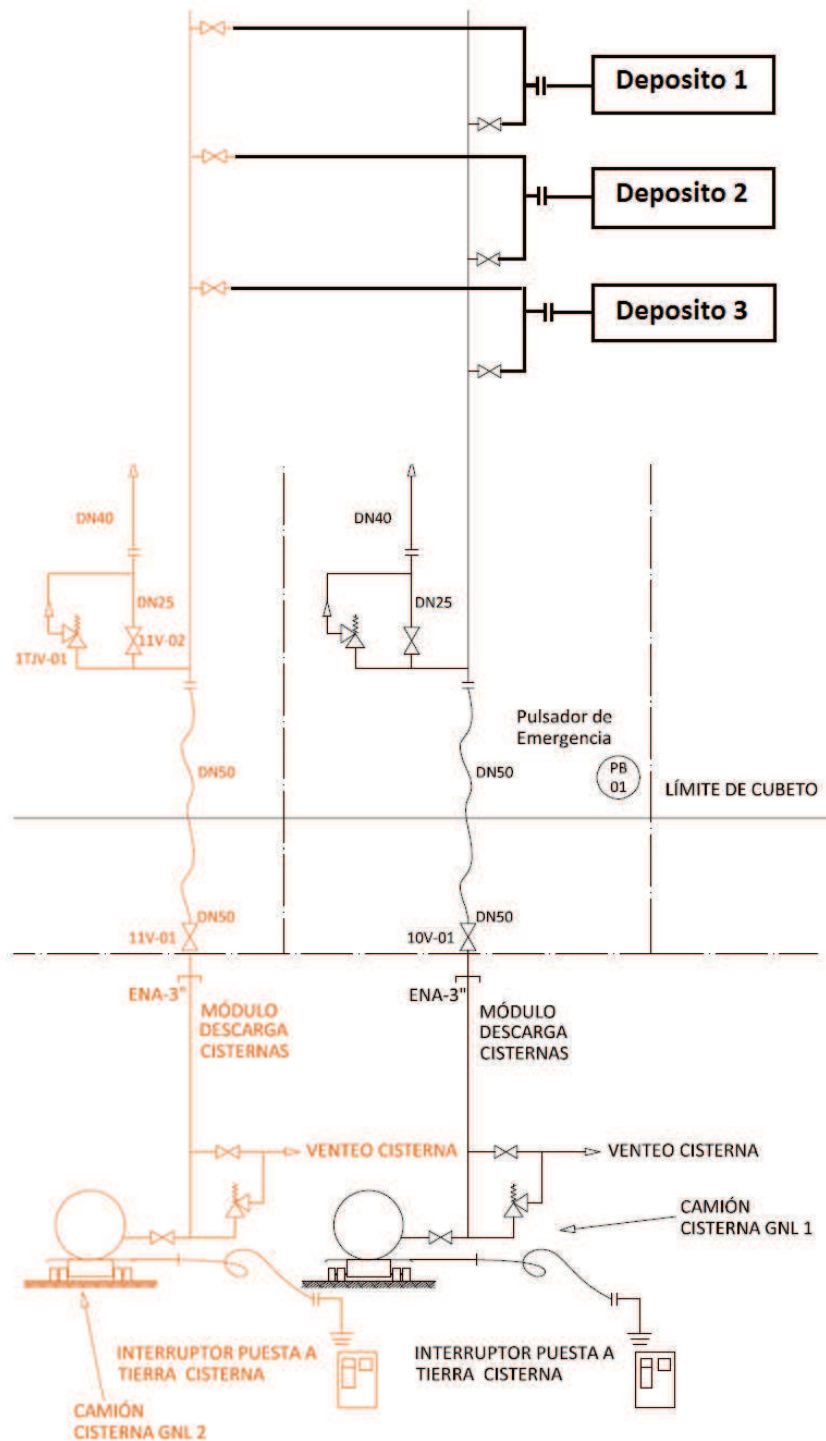 Deposito 1
Deposito 2
Deposito 3
DN40
DN40
DN25
DN25
11V-02
1TJV-01
Pulsador de
Emergencia
PB
01
DN50
DN50
LÍMITE DE CUBETO
DN50
DN50
11V-01
10V-01
ENA-3"
ENA-3"
MÓDULO
DESCARGA
CISTERNAS
MÓDULO
DESCARGA
CISTERNAS
VENTEO CISTERNA
VENTEO CISTERNA
CAMIÓN
CISTERNA GNL 1
INTERRUPTOR PUESTA A
TIERRA CISTERNA
INTERRUPTOR PUESTA A
TIERRA CISTERNA
CAMIÓN
CISTERNA GNL 2